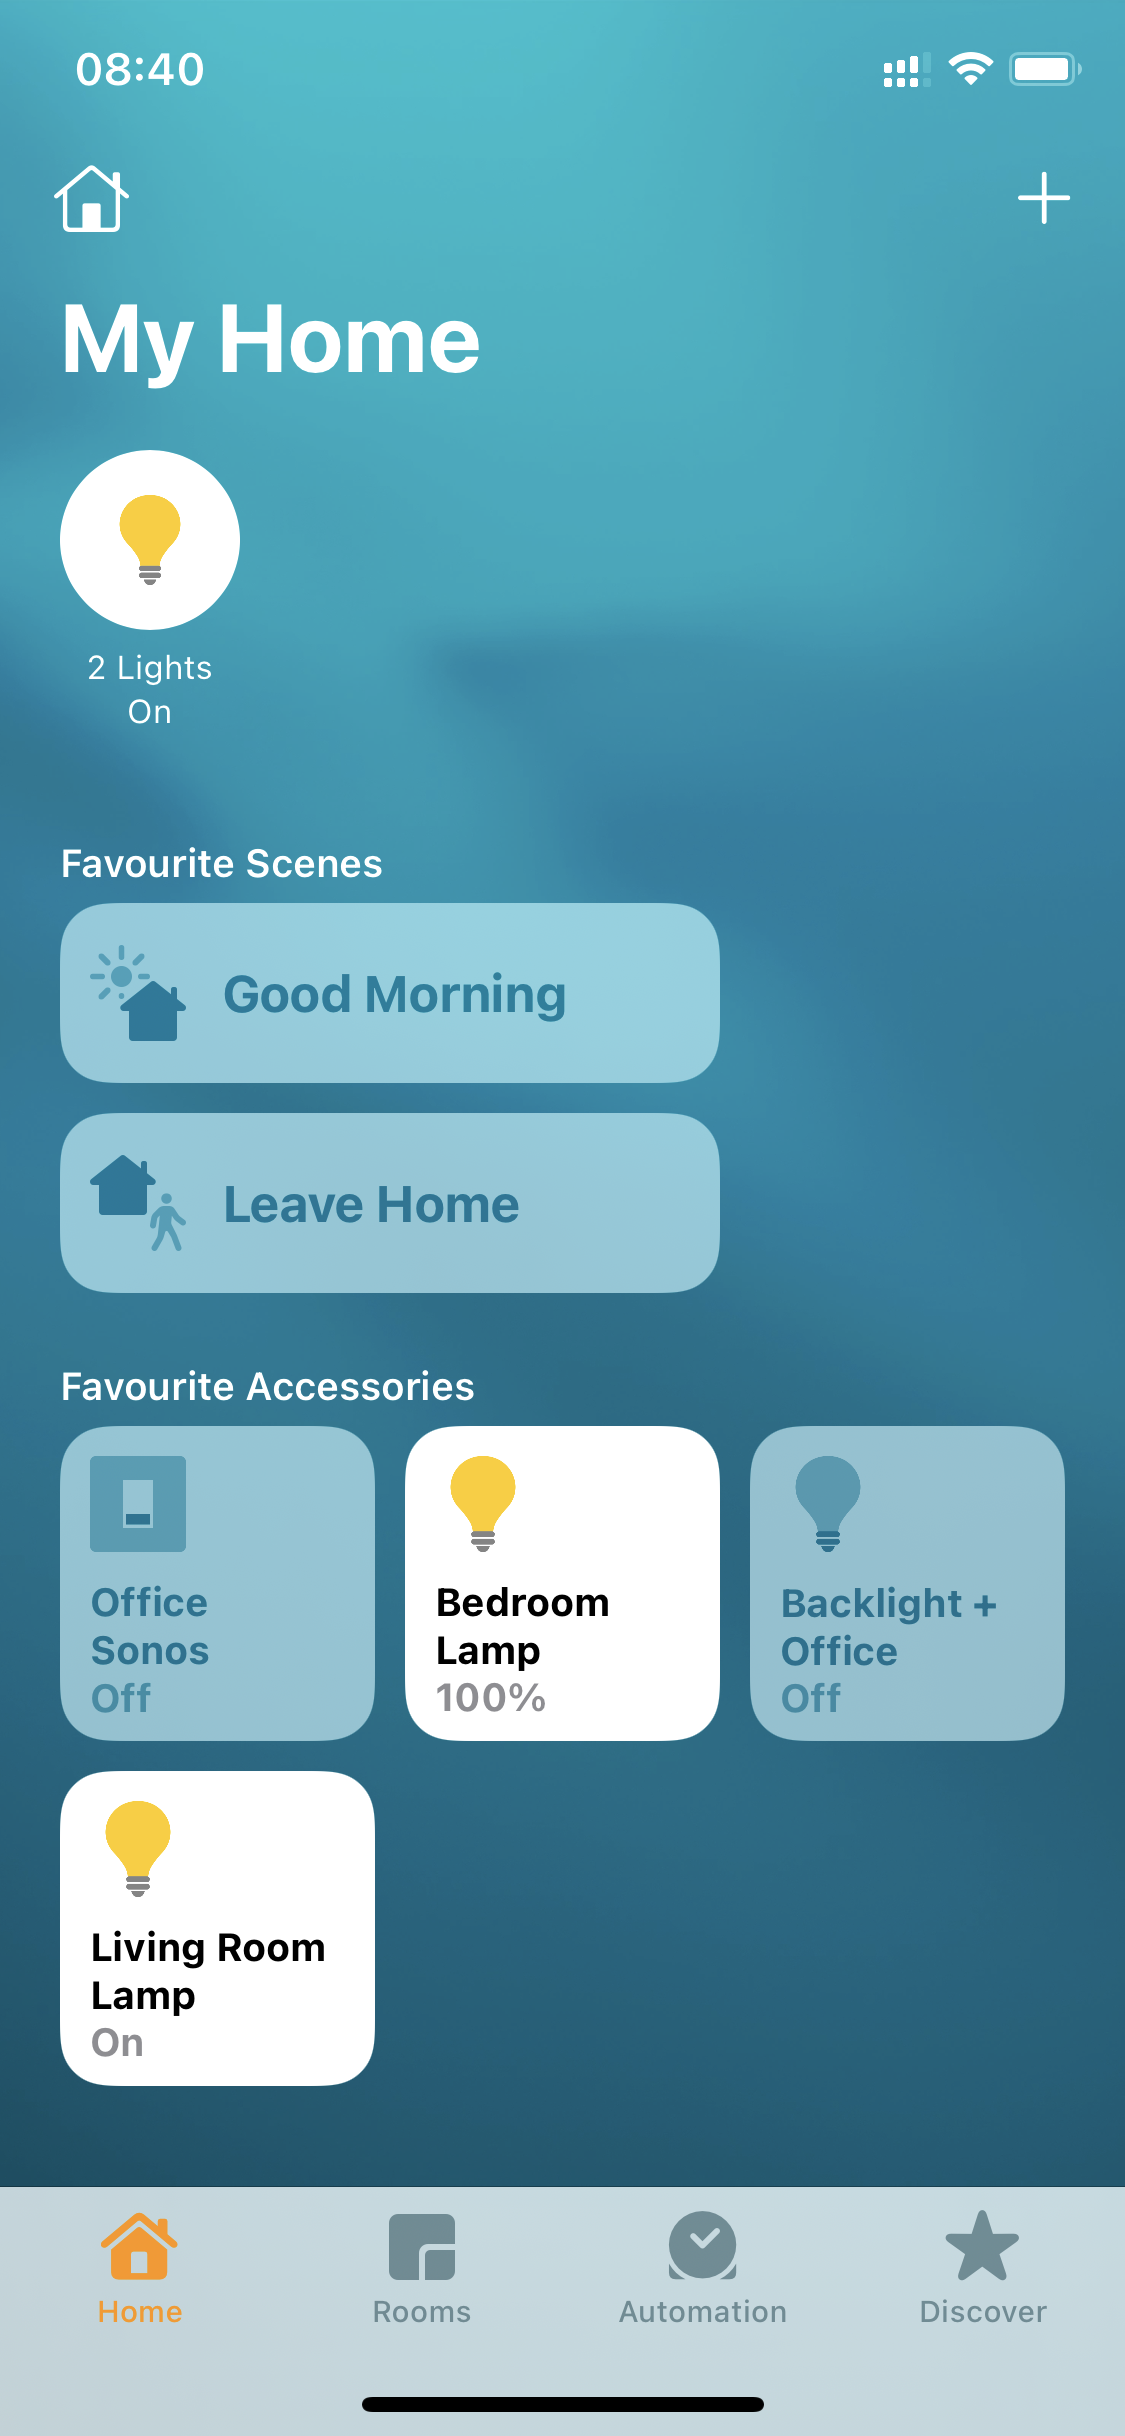 08:40
My Home
2 Lights
On
Favourite Scenes
Good Morning
Leave Home
Favourite Accessories
Office
Sonos
Off
Bedroom
Lamp
100%
Backlight +
Office
Off
Living Room
Lamp
On
Home
Rooms
Automation
Discover